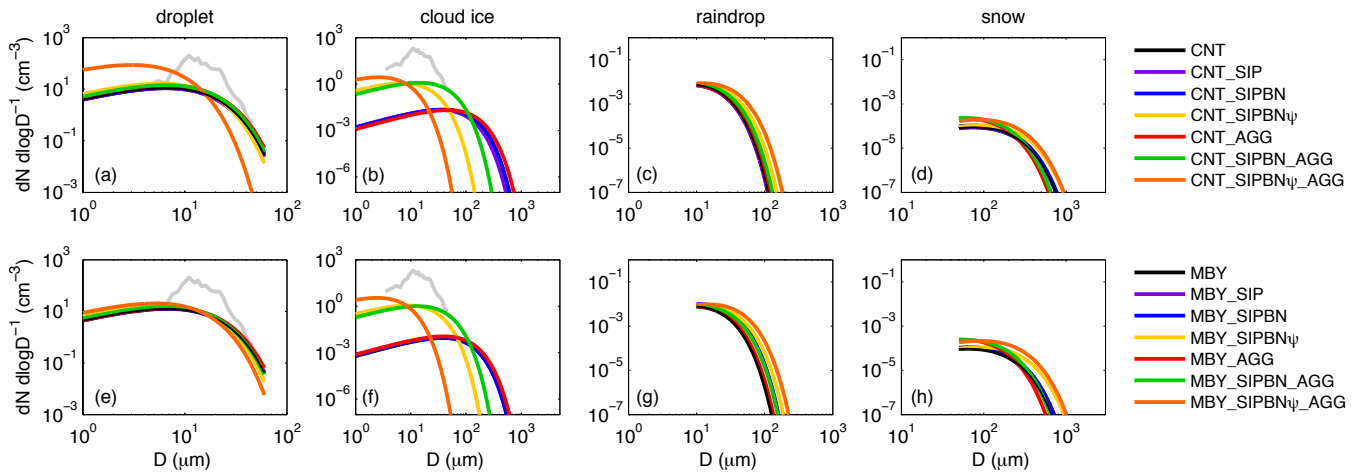 droplet cloud ice raindrop snow
dN dlogD⁻¹ (cm⁻³)
10³ 10¹ 10⁻¹ 10⁻³
(a)
10⁰ 10¹ 10²
10³ 10⁰ 10⁻³ 10⁻⁶
(b)
10⁰ 10¹ 10² 10³
10⁻¹ 10⁻³ 10⁻⁵ 10⁻⁷
(c)
10⁰ 10¹ 10² 10³
10⁻¹ 10⁻³ 10⁻⁵ 10⁻⁷
(d)
10¹ 10² 10³
CNT
CNT_SIP
CNT_SIPBN
CNT_SIPBNψ
CNT_AGG
CNT_SIPBN_AGG
CNT_SIPBNψ_AGG
dN dlogD⁻¹ (cm⁻³)
10³ 10¹ 10⁻¹ 10⁻³
(e)
10⁰ 10¹ 10²
D (μm)
10³ 10⁰ 10⁻³ 10⁻⁶
(f)
10⁰ 10¹ 10² 10³
D (μm)
10⁻¹ 10⁻³ 10⁻⁵ 10⁻⁷
(g)
10⁰ 10¹ 10² 10³
D (μm)
10⁻¹ 10⁻³ 10⁻⁵ 10⁻⁷
(h)
10¹ 10² 10³
D (μm)
MBY
MBY_SIP
MBY_SIPBN
MBY_SIPBNψ
MBY_AGG
MBY_SIPBN_AGG
MBY_SIPBNψ_AGG